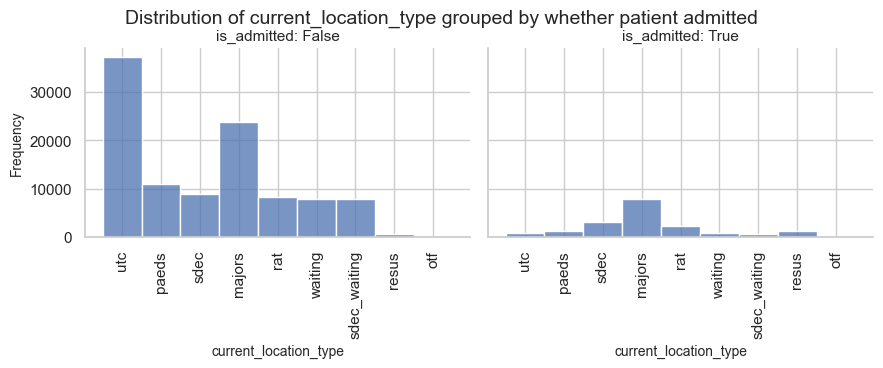 Distribution of current_location_type grouped by whether patient admitted
is_admitted: False
is_admitted: True
Frequency
30000
20000
10000
0
utc
paeds
sdec
majors
rat
waiting
sdec_waiting
resus
otf
utc
paeds
sdec
majors
rat
waiting
sdec_waiting
resus
otf
current_location_type
current_location_type